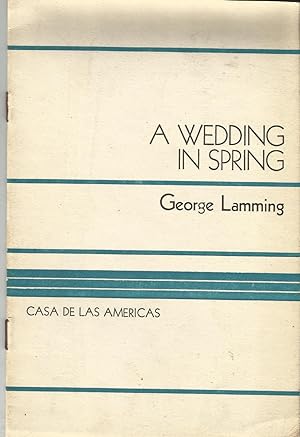 A WEDDING
IN SPRING
George Lamming
CASA DE LAS AMERICAS